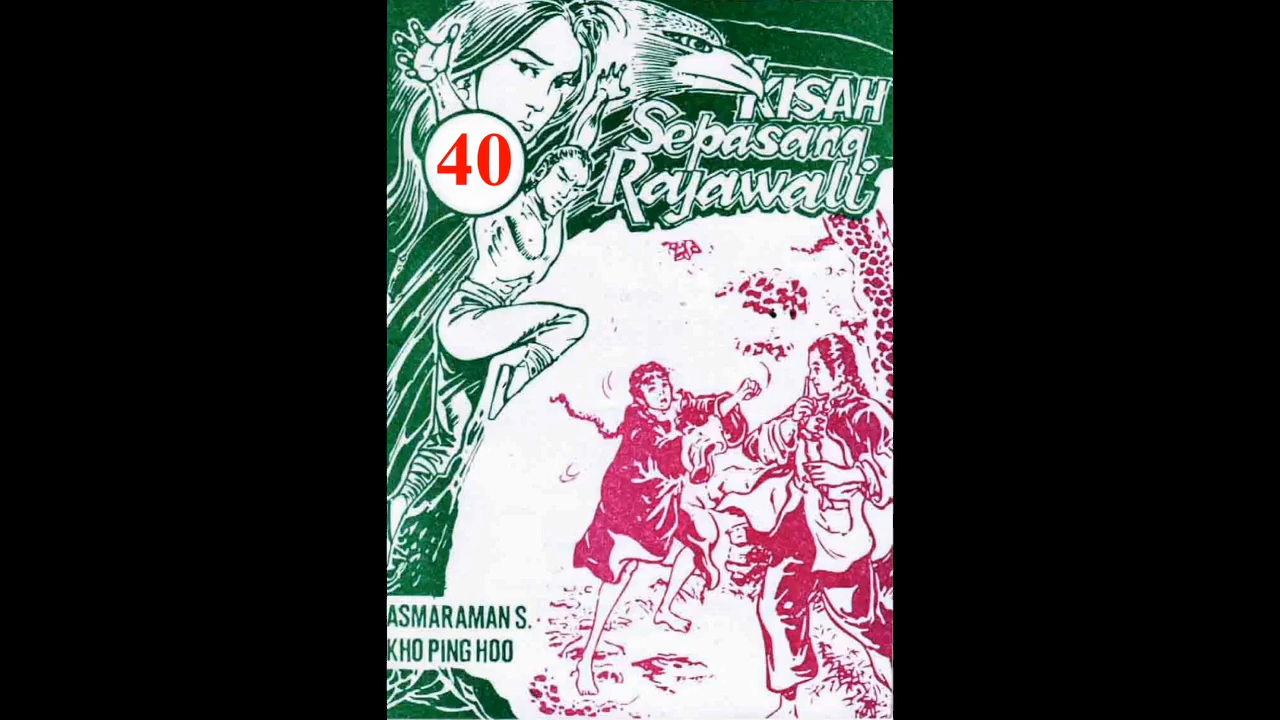 KISAH
Sepasang
Rajawali
40
ASMARAMAN S.
KHO PING HOO